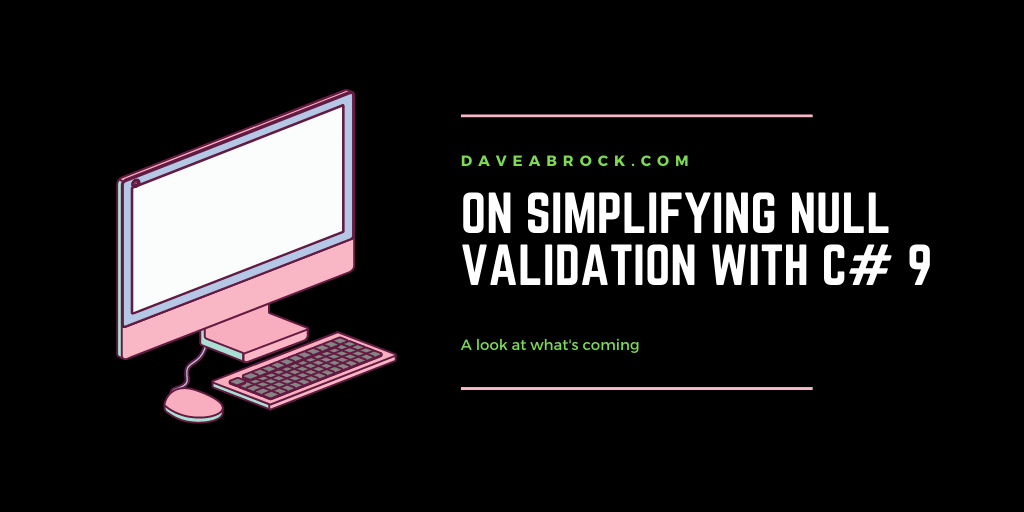 DAVEABROCK.COM
ON SIMPLIFYING NULL
VALIDATION WITH C# 9
A look at what's coming